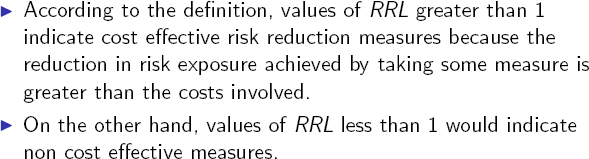 ▶ According to the definition, values of RRL greater than 1
indicate cost effective risk reduction measures because the
reduction in risk exposure achieved by taking some measure is
greater than the costs involved.
▶ On the other hand, values of RRL less than 1 would indicate
non cost effective measures.